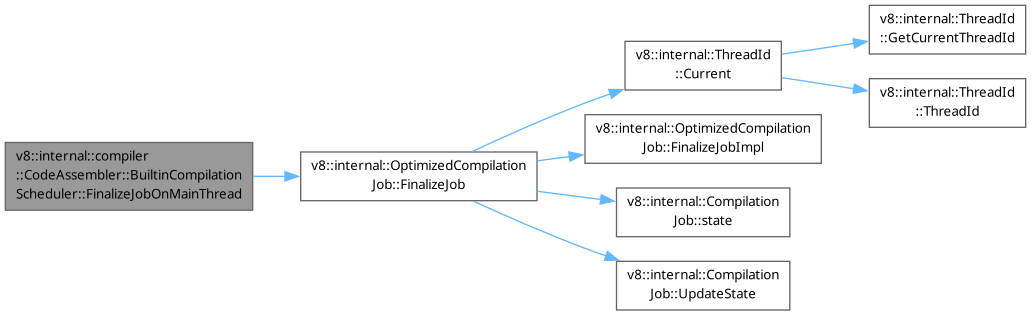 v8::internal::compiler
::CodeAssembler::BuiltinCompilation
Scheduler::FinalizeJobOnMainThread
v8::internal::OptimizedCompilation
Job::FinalizeJob
v8::internal::ThreadId
::Current
v8::internal::ThreadId
::GetCurrentThreadId
v8::internal::ThreadId
::ThreadId
v8::internal::OptimizedCompilation
Job::FinalizeJobImpl
v8::internal::Compilation
Job::state
v8::internal::Compilation
Job::UpdateState